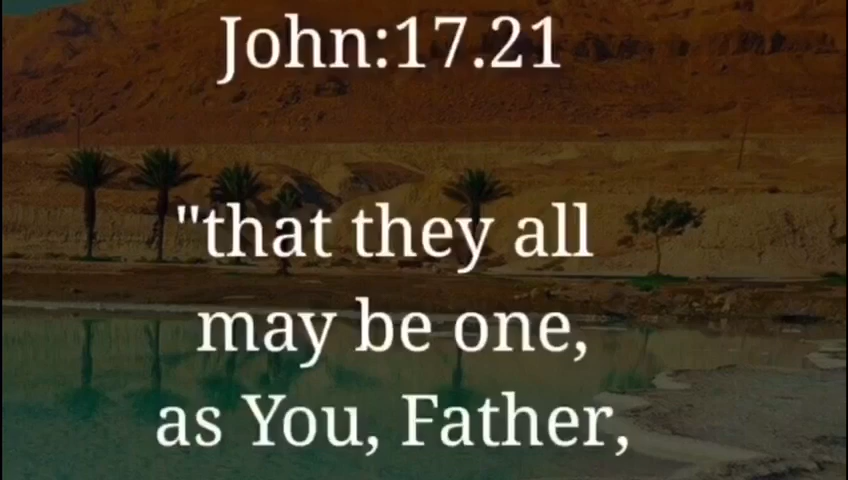 John:17.21
"that they all
may be one,
as You, Father,